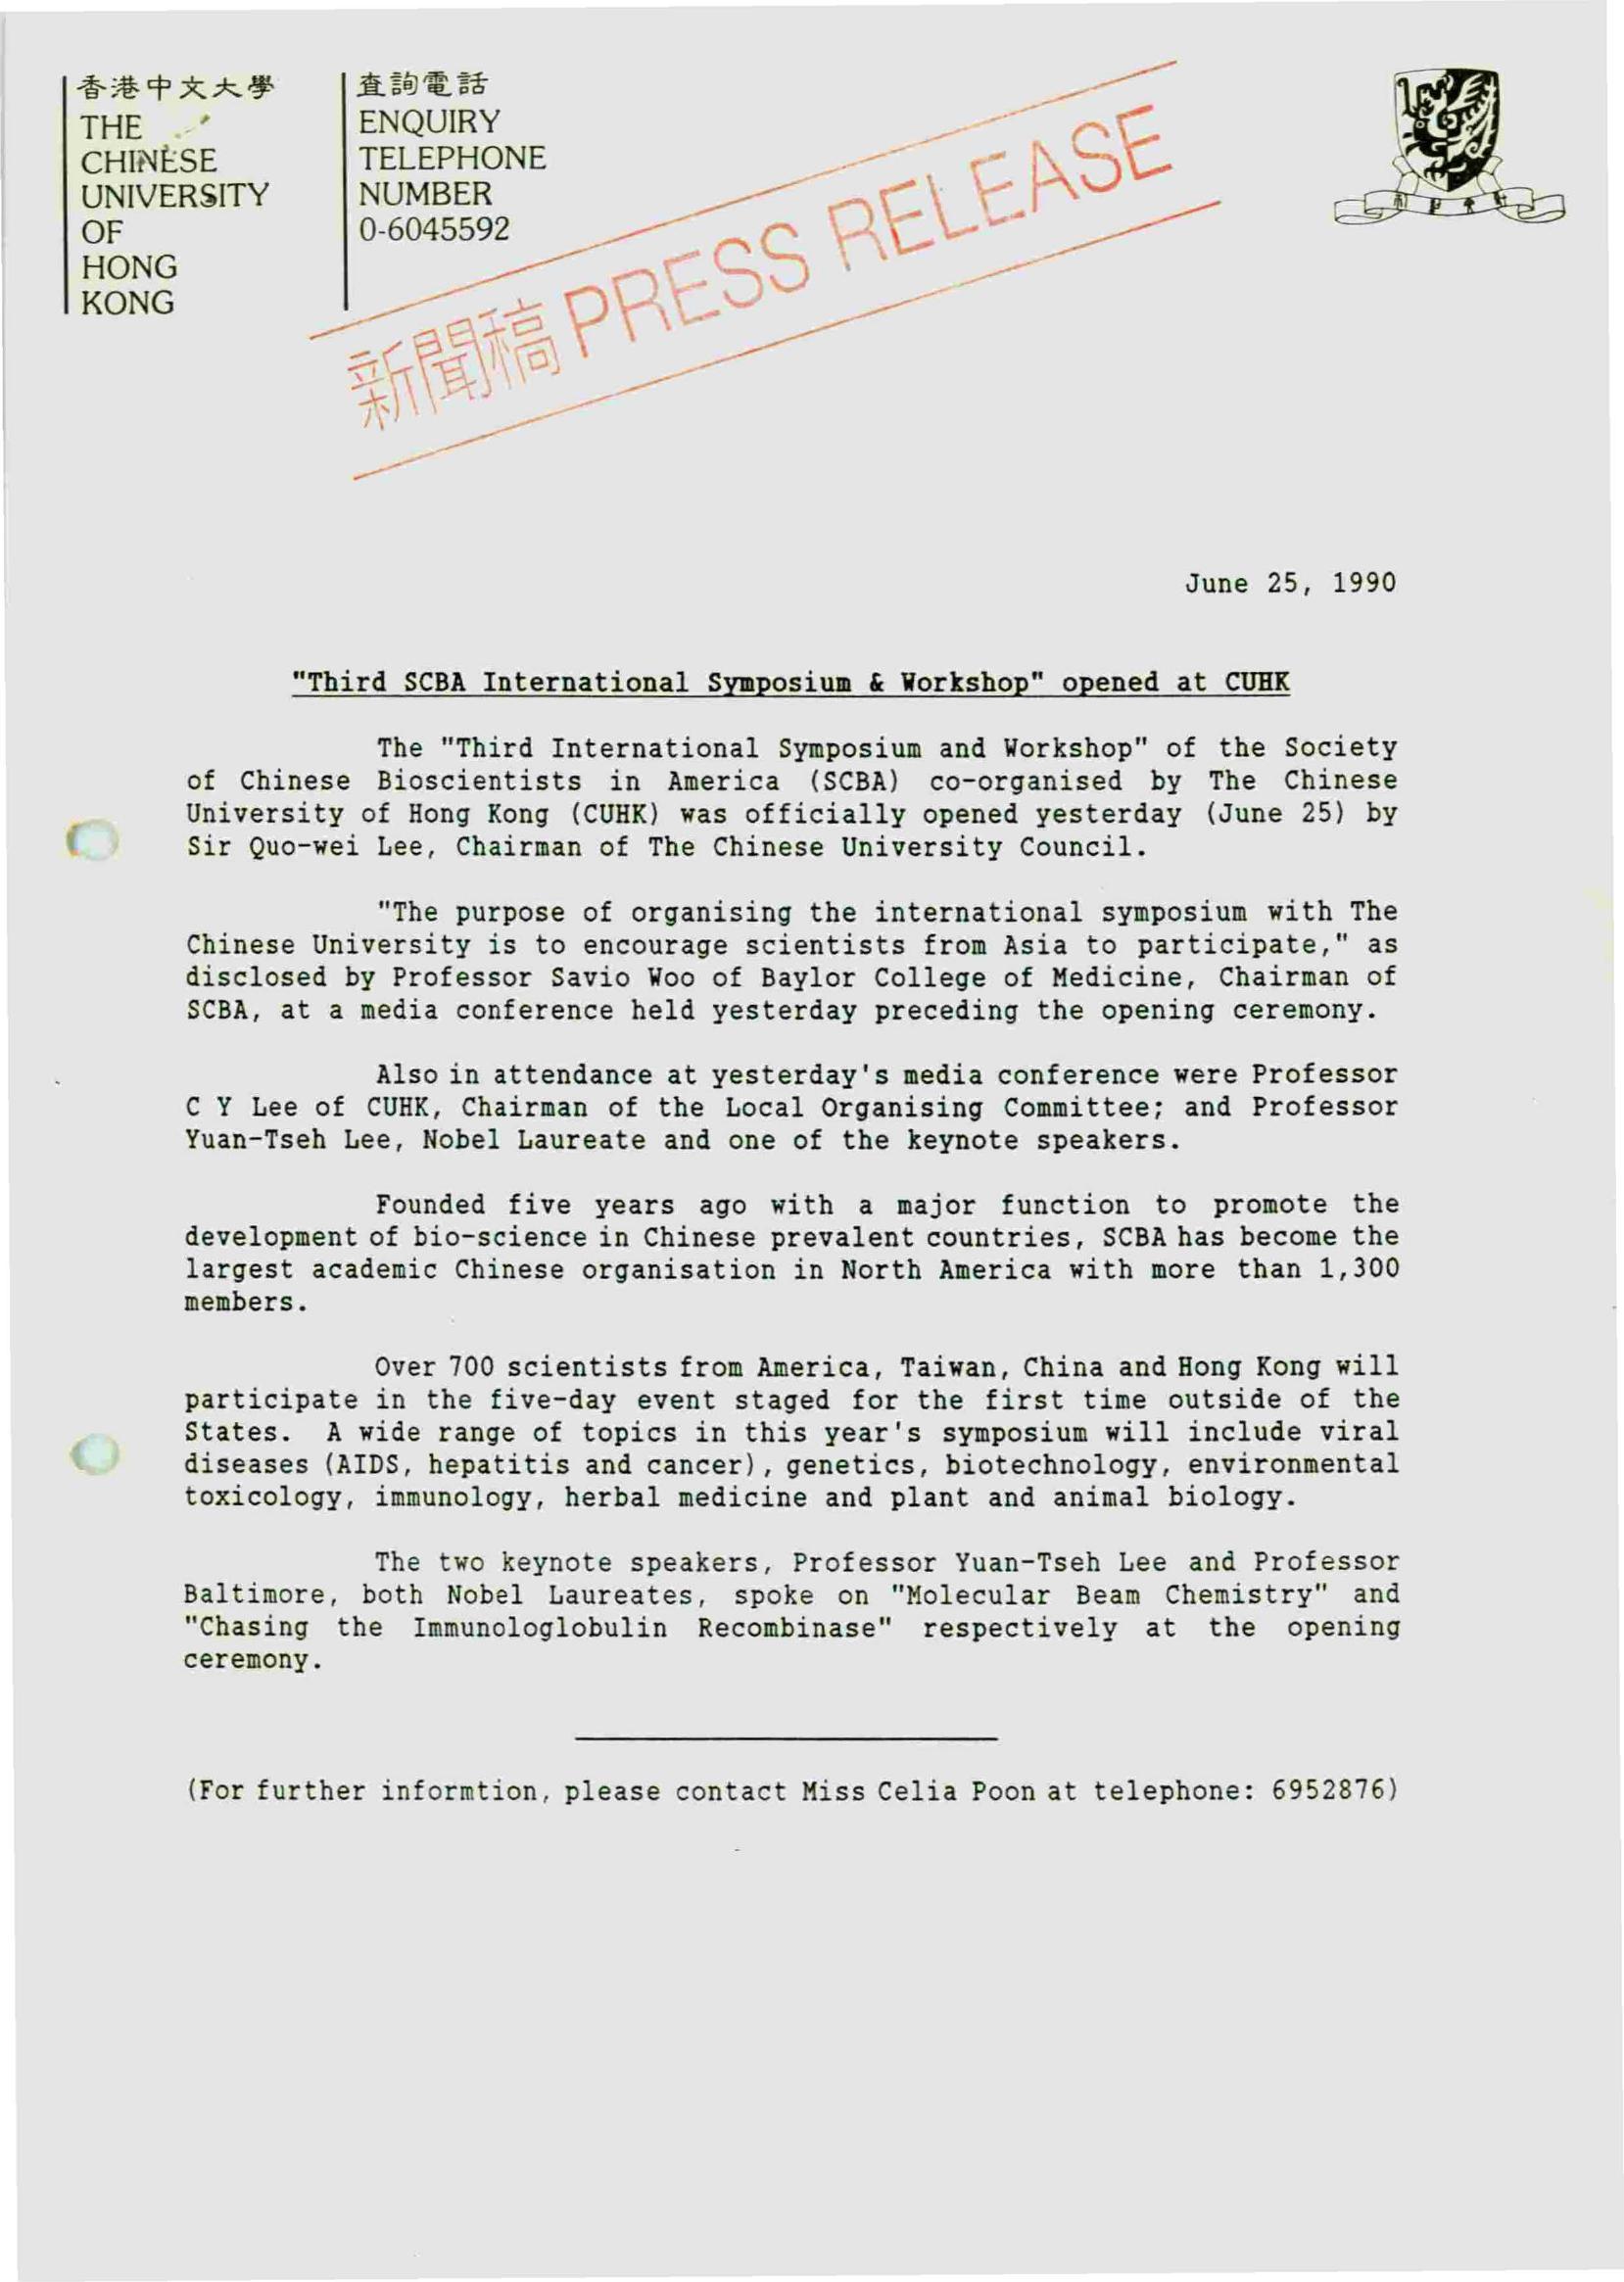 香港中文大學
THE
CHINESE
UNIVERSITY
OF
HONG
KONG
查詢電話
ENQUIRY
TELEPHONE
NUMBER
0-6045592
新聞稿 PRESS RELEASE
June 25, 1990
"Third SCBA International Symposium & Workshop" opened at CUHK
The "Third International Symposium and Workshop" of the Society
of Chinese Bioscientists in America (SCBA) co-organised by The Chinese
University of Hong Kong (CUHK) was officially opened yesterday (June 25) by
Sir Quo-wei Lee, Chairman of The Chinese University Council.
"The purpose of organising the international symposium with The
Chinese University is to encourage scientists from Asia to participate," as
disclosed by Professor Savio Woo of Baylor College of Medicine, Chairman of
SCBA, at a media conference held yesterday preceding the opening ceremony.
Also in attendance at yesterday's media conference were Professor
C Y Lee of CUHK, Chairman of the Local Organising Committee; and Professor
Yuan-Tseh Lee, Nobel Laureate and one of the keynote speakers.
Founded five years ago with a major function to promote the
development of bio-science in Chinese prevalent countries, SCBA has become the
largest academic Chinese organisation in North America with more than 1,300
members.
Over 700 scientists from America, Taiwan, China and Hong Kong will
participate in the five-day event staged for the first time outside of the
States. A wide range of topics in this year's symposium will include viral
diseases (AIDS, hepatitis and cancer), genetics, biotechnology, environmental
toxicology, immunology, herbal medicine and plant and animal biology.
The two keynote speakers, Professor Yuan-Tseh Lee and Professor
Baltimore, both Nobel Laureates, spoke on "Molecular Beam Chemistry" and
"Chasing the Immunologlobulin Recombinase" respectively at the opening
ceremony.
(For further informtion, please contact Miss Celia Poon at telephone: 6952876)